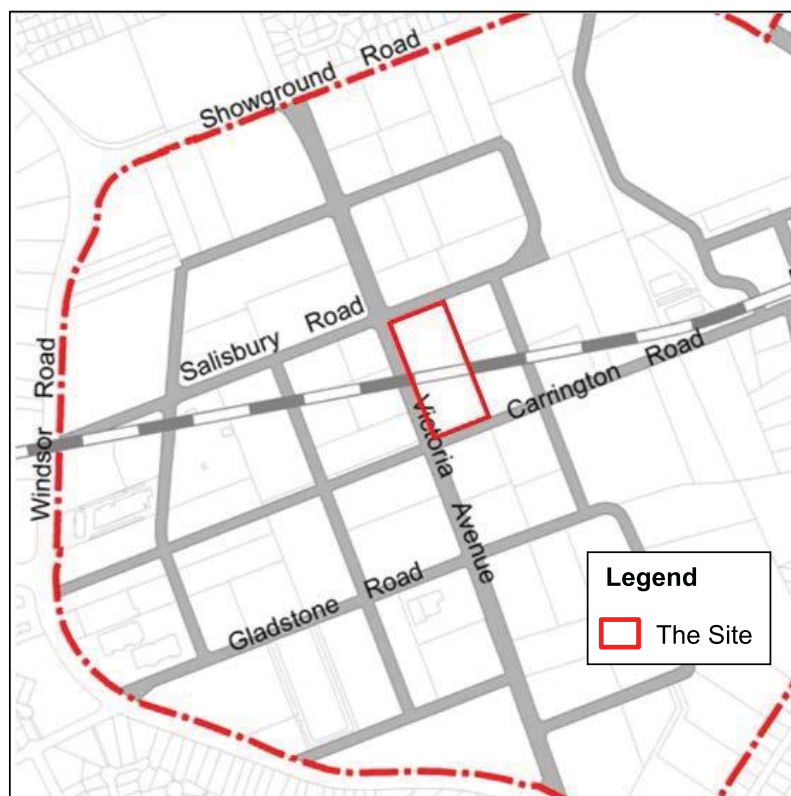 Showground Road
Salisbury Road
Windsor Road
Carrington Road
Victoria Avenue
Gladstone Road
Legend
The Site